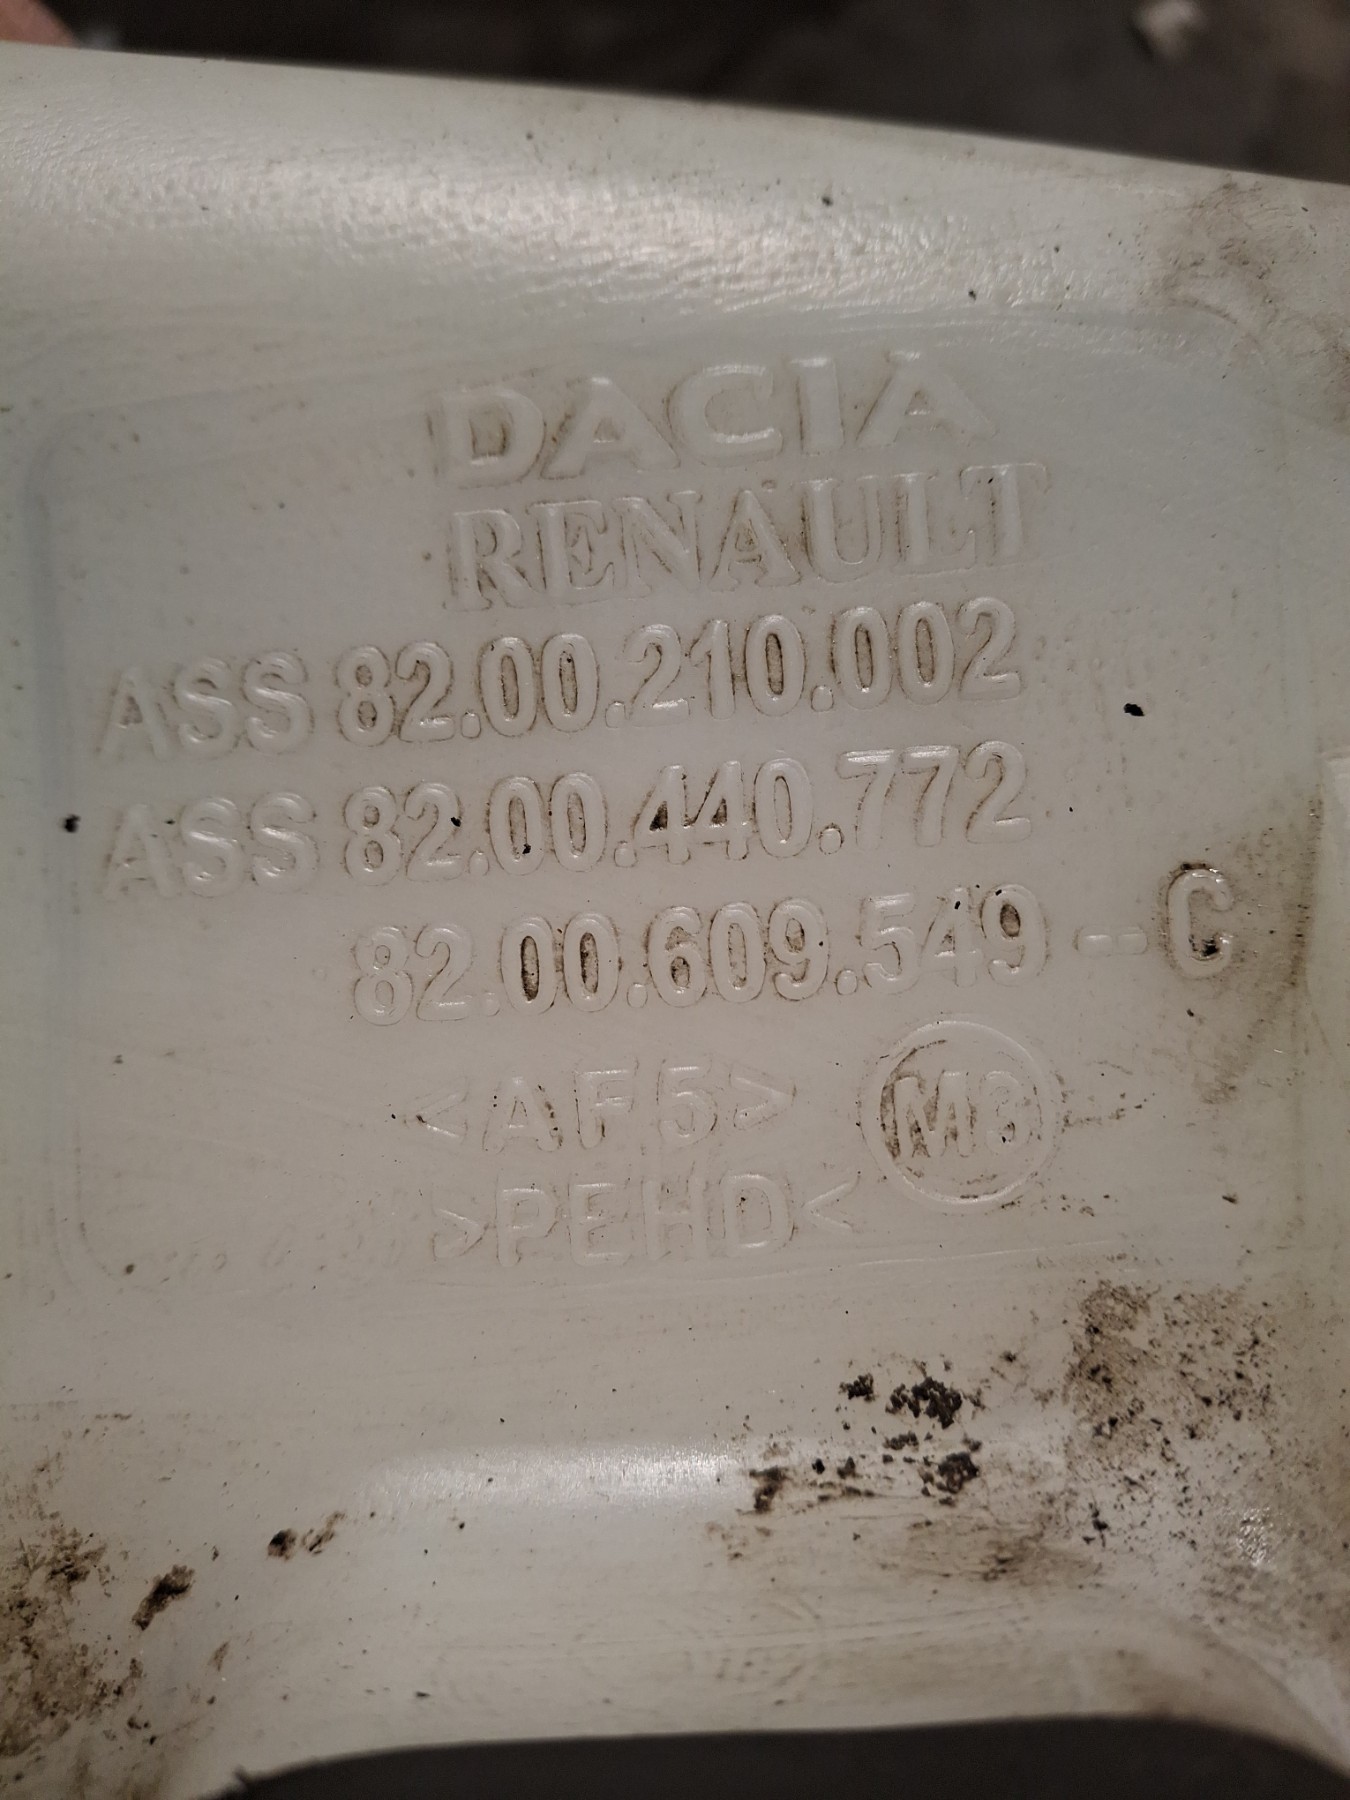 DACIA
RENAULT
ASS 82.00.210.002
ASS 82.00.440.772
82.00.609.549 -- C
<AF5> M3
>PEHD<